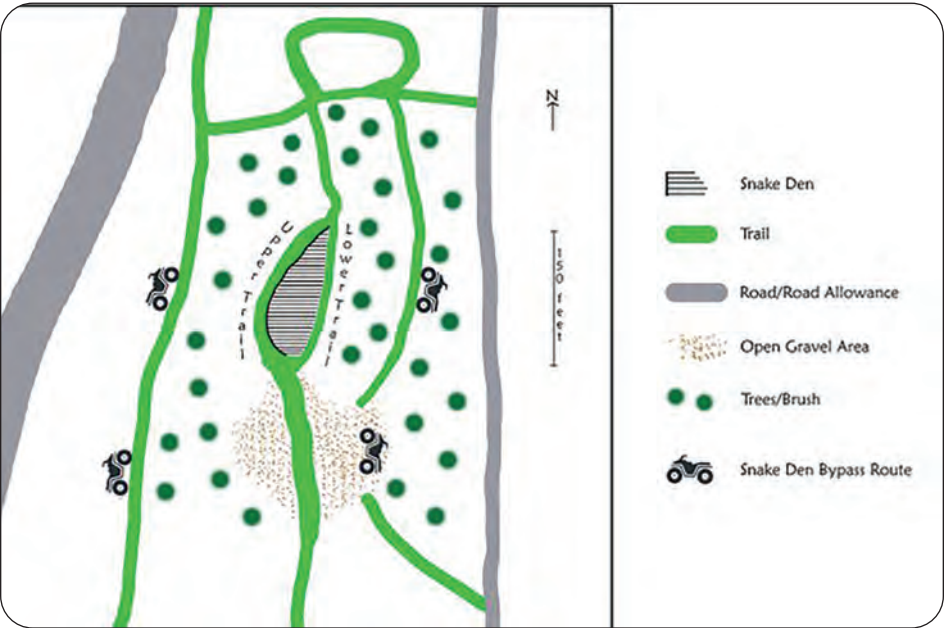 N
Upper Trail
Lower Trail
150 feet
Snake Den
Trail
Road/Road Allowance
Open Gravel Area
Trees/Brush
Snake Den Bypass Route